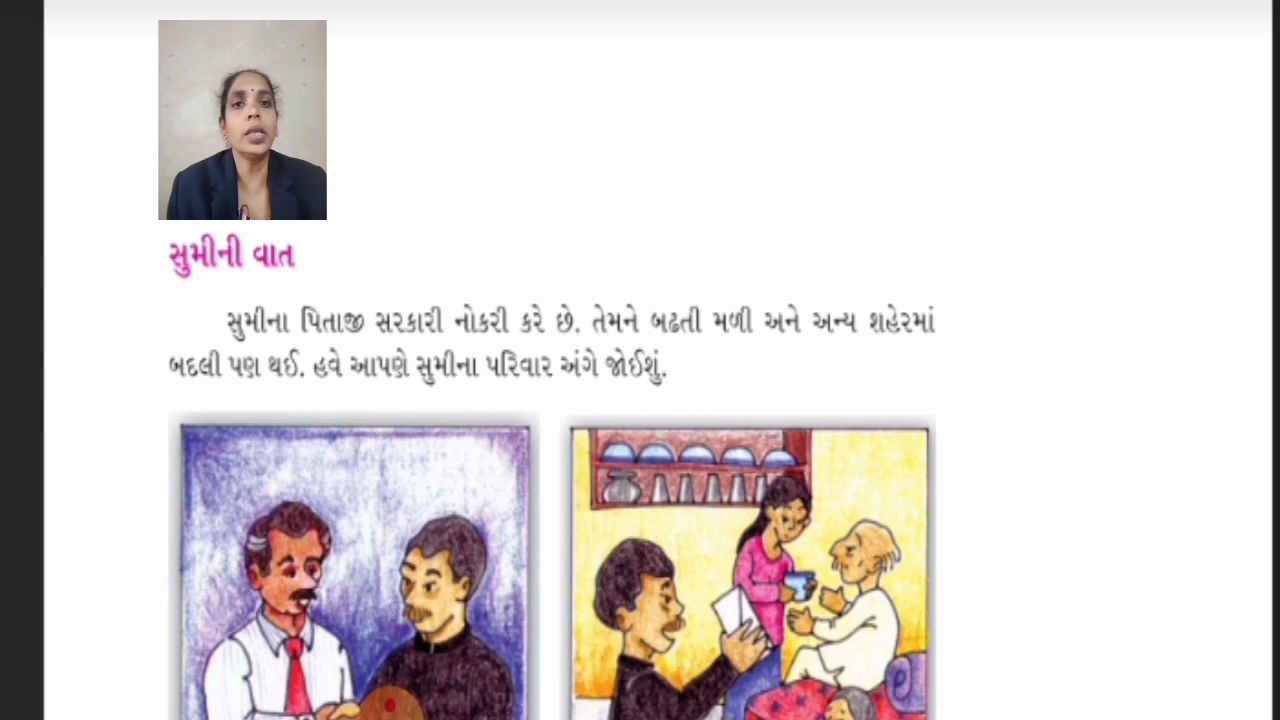 સુમીની વાત
સુમીના પિતાજી સરકારી નોકરી કરે છે. તેમને બઢતી મળી અને અન્ય શહેરમાં
બદલી પણ થઈ. હવે આપણે સુમીના પરિવાર અંગે જોઈશું.